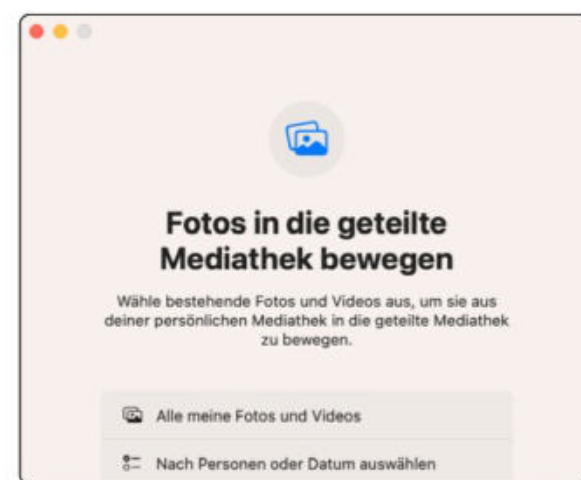 Fotos in die geteilte
Mediathek bewegen
Wähle bestehende Fotos und Videos aus, um sie aus
deiner persönlichen Mediathek in die geteilte Mediathek
zu bewegen.
Alle meine Fotos und Videos
Nach Personen oder Datum auswählen